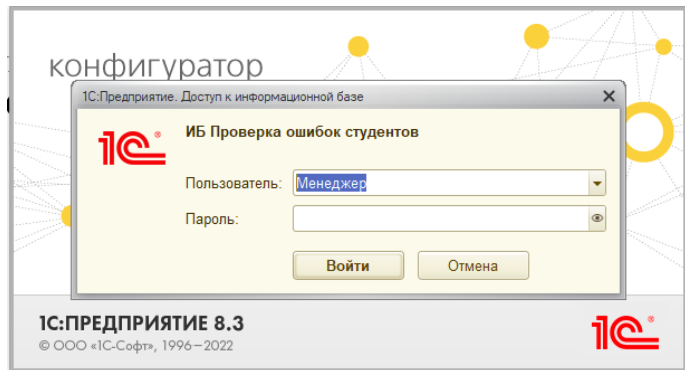 конфигуратор
1С:Предприятие. Доступ к информационной базе
1С®
ИБ Проверка ошибок студентов
Пользователь: Менеджер
Пароль:
Войти Отмена
1С:ПРЕДПРИЯТИЕ 8.3
© ООО «1С-Софт», 1996–2022
1С®